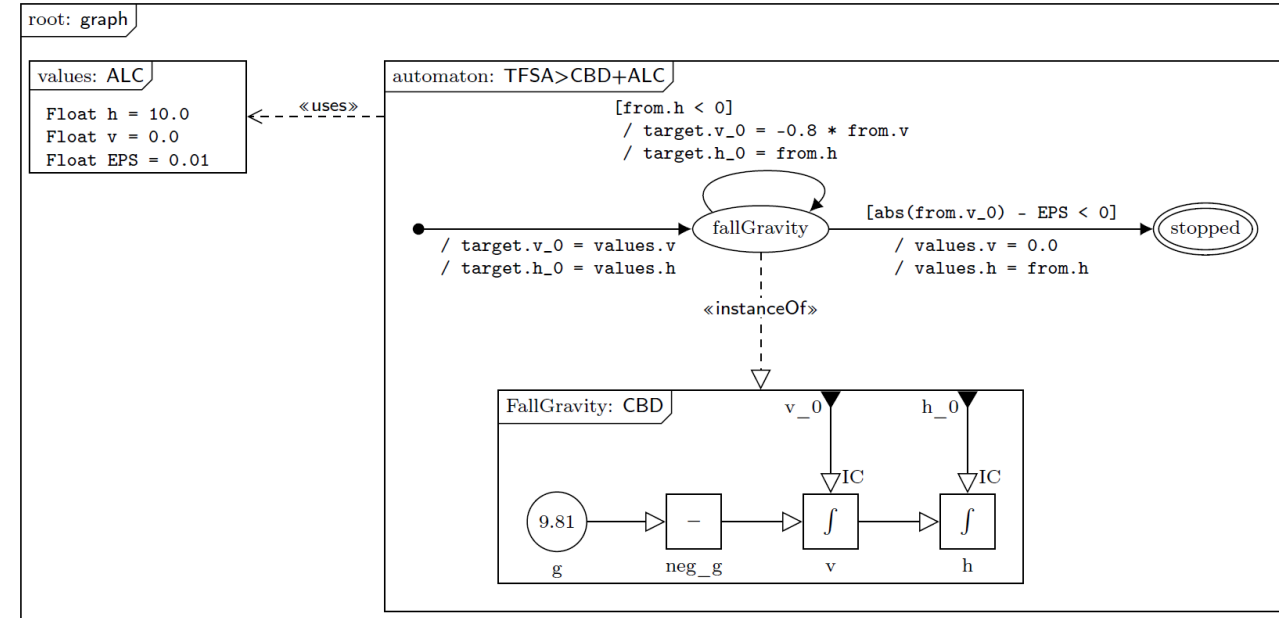 root: graph
values: ALC
Float h = 10.0
Float v = 0.0
Float EPS = 0.01
«uses»
automaton: TFSA>CBD+ALC
[from.h < 0]
/ target.v_0 = -0.8 * from.v
/ target.h_0 = from.h
fallGravity
/ target.v_0 = values.v
/ target.h_0 = values.h
[abs(from.v_0) - EPS < 0]
/ values.v = 0.0
/ values.h = from.h
stopped
«instanceOf»
FallGravity: CBD
v_0
h_0
IC
IC
9.81
−
∫
∫
g
neg_g
v
h